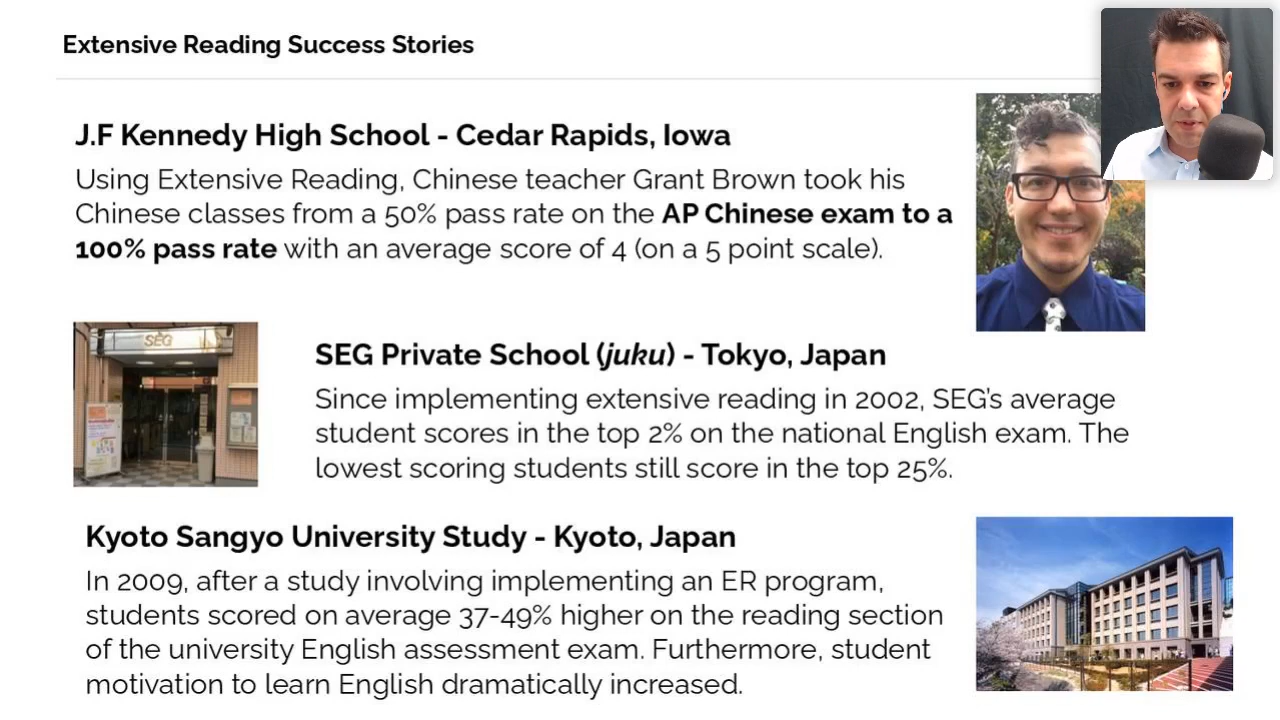 Extensive Reading Success Stories
J.F Kennedy High School - Cedar Rapids, Iowa
Using Extensive Reading, Chinese teacher Grant Brown took his
Chinese classes from a 50% pass rate on the AP Chinese exam to a
100% pass rate with an average score of 4 (on a 5 point scale).
SEG
SEG Private School (juku) - Tokyo, Japan
Since implementing extensive reading in 2002, SEG's average
student scores in the top 2% on the national English exam. The
lowest scoring students still score in the top 25%.
Kyoto Sangyo University Study - Kyoto, Japan
In 2009, after a study involving implementing an ER program,
students scored on average 37-49% higher on the reading section
of the university English assessment exam. Furthermore, student
motivation to learn English dramatically increased.